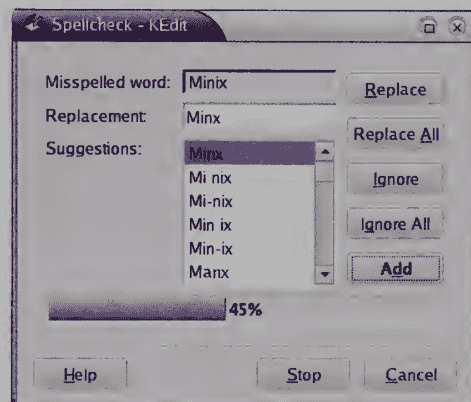 Spellcheck - KEdit
Misspelled word: Minix
Replace
Replacement: Minx
Replace All
Suggestions: Minx
Mi nix
Mi-nix
Ignore
Min ix
Ignore All
Min-ix
Manx
Add
45%
Help
Stop
Cancel